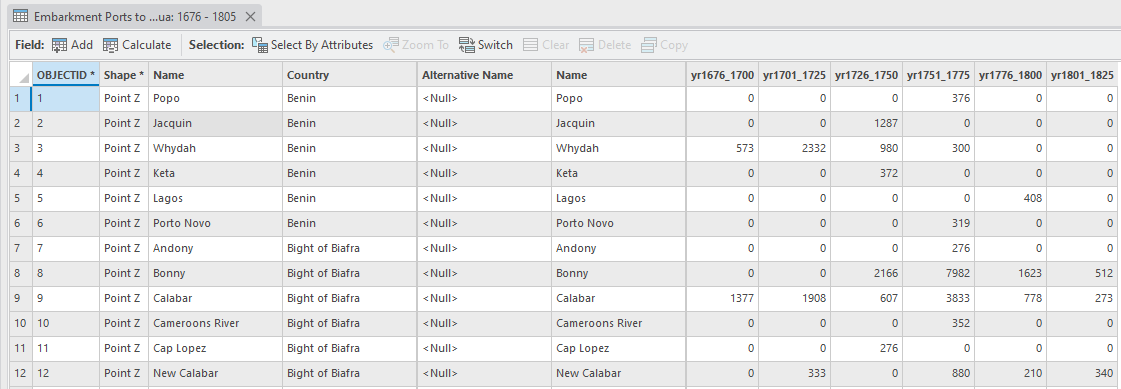 Embarkment Ports to ...ua: 1676 - 1805
Field: Add Calculate Selection: Select By Attributes Zoom To Switch Clear Delete Copy
OBJECTID * Shape * Name Country Alternative Name Name yr1676_1700 yr1701_1725 yr1726_1750 yr1751_1775 yr1776_1800 yr1801_1825
1 1 Point Z Popo Benin <Null> Popo 0 0 0 376 0 0
2 2 Point Z Jacquin Benin <Null> Jacquin 0 0 1287 0 0 0
3 3 Point Z Whydah Benin <Null> Whydah 573 2332 980 300 0 0
4 4 Point Z Keta Benin <Null> Keta 0 0 372 0 0 0
5 5 Point Z Lagos Benin <Null> Lagos 0 0 0 0 408 0
6 6 Point Z Porto Novo Benin <Null> Porto Novo 0 0 0 319 0 0
7 7 Point Z Andony Bight of Biafra <Null> Andony 0 0 0 276 0 0
8 8 Point Z Bonny Bight of Biafra <Null> Bonny 0 0 2166 7982 1623 512
9 9 Point Z Calabar Bight of Biafra <Null> Calabar 1377 1908 607 3833 778 273
10 10 Point Z Cameroons River Bight of Biafra <Null> Cameroons River 0 0 0 352 0 0
11 11 Point Z Cap Lopez Bight of Biafra <Null> Cap Lopez 0 0 276 0 0 0
12 12 Point Z New Calabar Bight of Biafra <Null> New Calabar 0 333 0 880 210 340